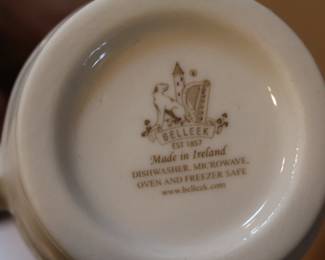 BELLEEK
EST 1857
Made in Ireland
DISHWASHER, MICROWAVE,
OVEN AND FREEZER SAFE
www.belleek.com